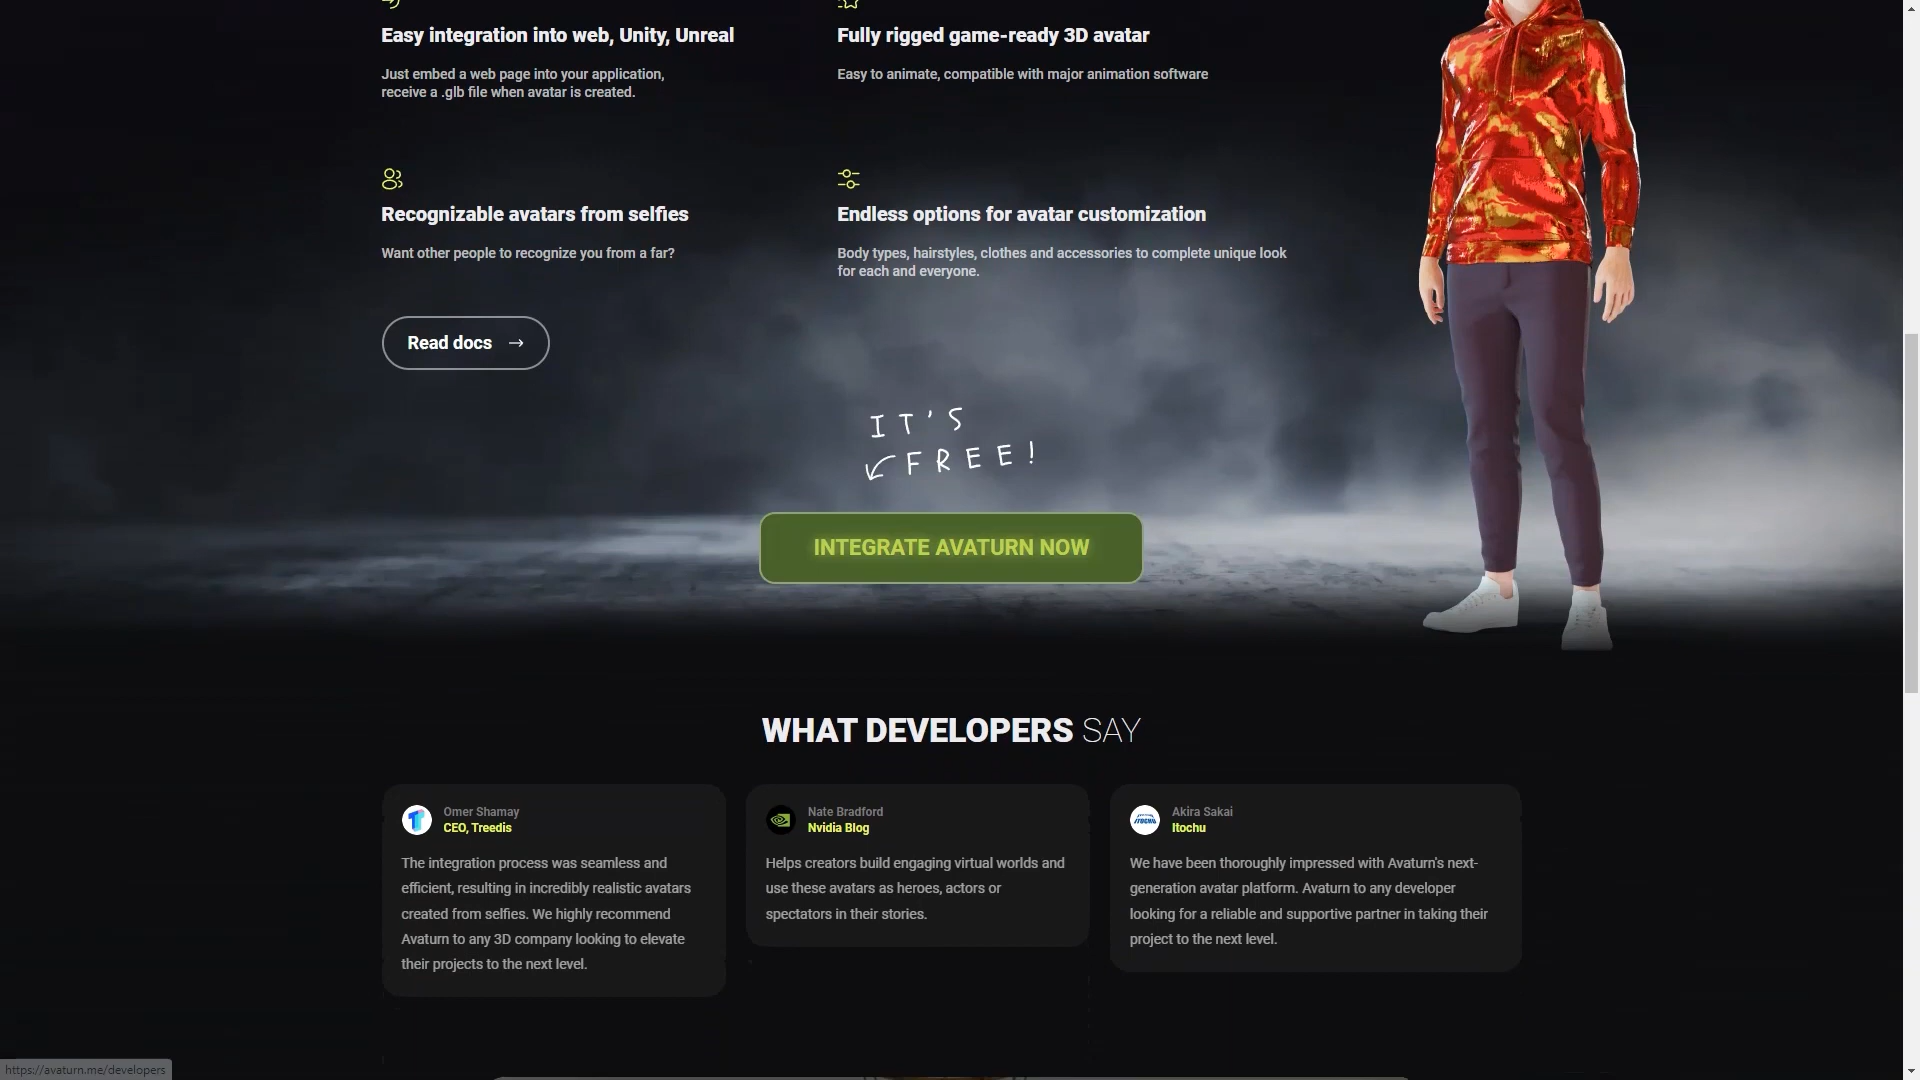 Easy integration into web, Unity, Unreal
Just embed a web page into your application,
receive a .glb file when avatar is created.
Fully rigged game-ready 3D avatar
Easy to animate, compatible with major animation software
Recognizable avatars from selfies
Want other people to recognize you from a far?
Endless options for avatar customization
Body types, hairstyles, clothes and accessories to complete unique look
for each and everyone.
Read docs →
IT'S
FREE!
INTEGRATE AVATURN NOW
WHAT DEVELOPERS SAY
Omer Shamay
CEO, Treedis
The integration process was seamless and
efficient, resulting in incredibly realistic avatars
created from selfies. We highly recommend
Avaturn to any 3D company looking to elevate
their projects to the next level.
Nate Bradford
Nvidia Blog
Helps creators build engaging virtual worlds and
use these avatars as heroes, actors or
spectators in their stories.
ITOCHU
Akira Sakai
Itochu
We have been thoroughly impressed with Avaturn's next-
generation avatar platform. Avaturn to any developer
looking for a reliable and supportive partner in taking their
project to the next level.
https://avaturn.me/developers